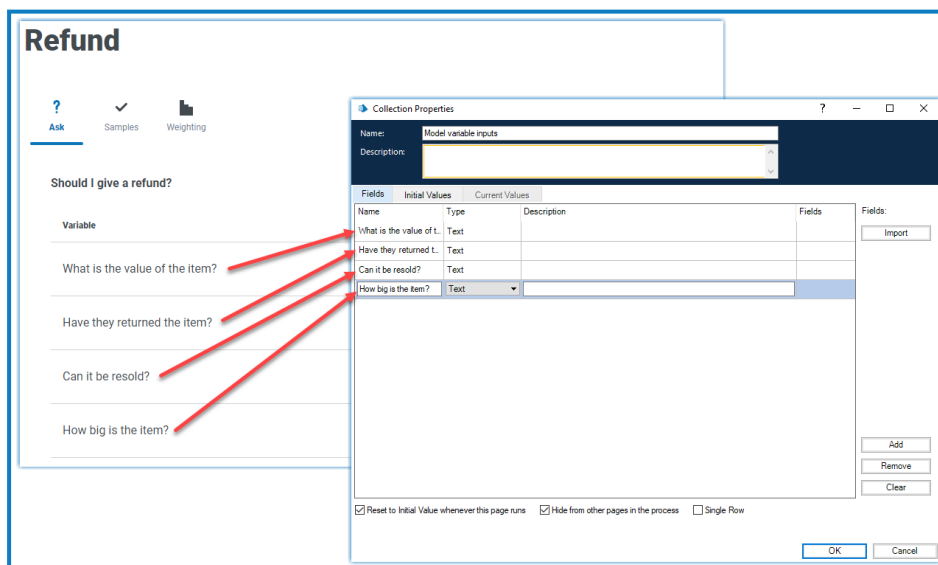 Refund
?
Ask
Samples
Weighting
Should I give a refund?
Variable
What is the value of the item?
Have they returned the item?
Can it be resold?
How big is the item?
Collection Properties
?
Name:
Model variable inputs
Description:
Fields
Initial Values
Current Values
Name Type Description Fields
What is the value of t... Text
Have they returned t... Text
Can it be resold? Text
How big is the item? Text
Fields:
Import
Add
Remove
Clear
Reset to Initial Value whenever this page runs
Hide from other pages in the process
Single Row
OK
Cancel